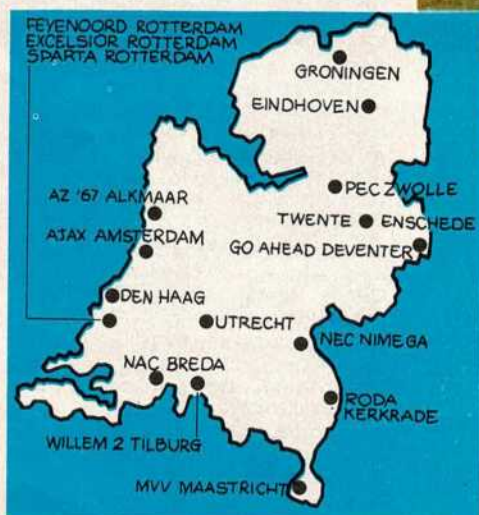 FEYENOORD ROTTERDAM
EXCELSIOR ROTTERDAM
SPARTA ROTTERDAM
GRONINGEN
EINDHOVEN
PEC ZWOLLE
AZ '67 ALKMAAR
TWENTE ENSCHEDE
AJAX AMSTERDAM
GO AHEAD DEVENTER
DEN HAAG
UTRECHT
NEC NIMEGA
NAC BREDA
RODA
KERKRADE
WILLEM 2 TILBURG
MVV MAASTRICHT